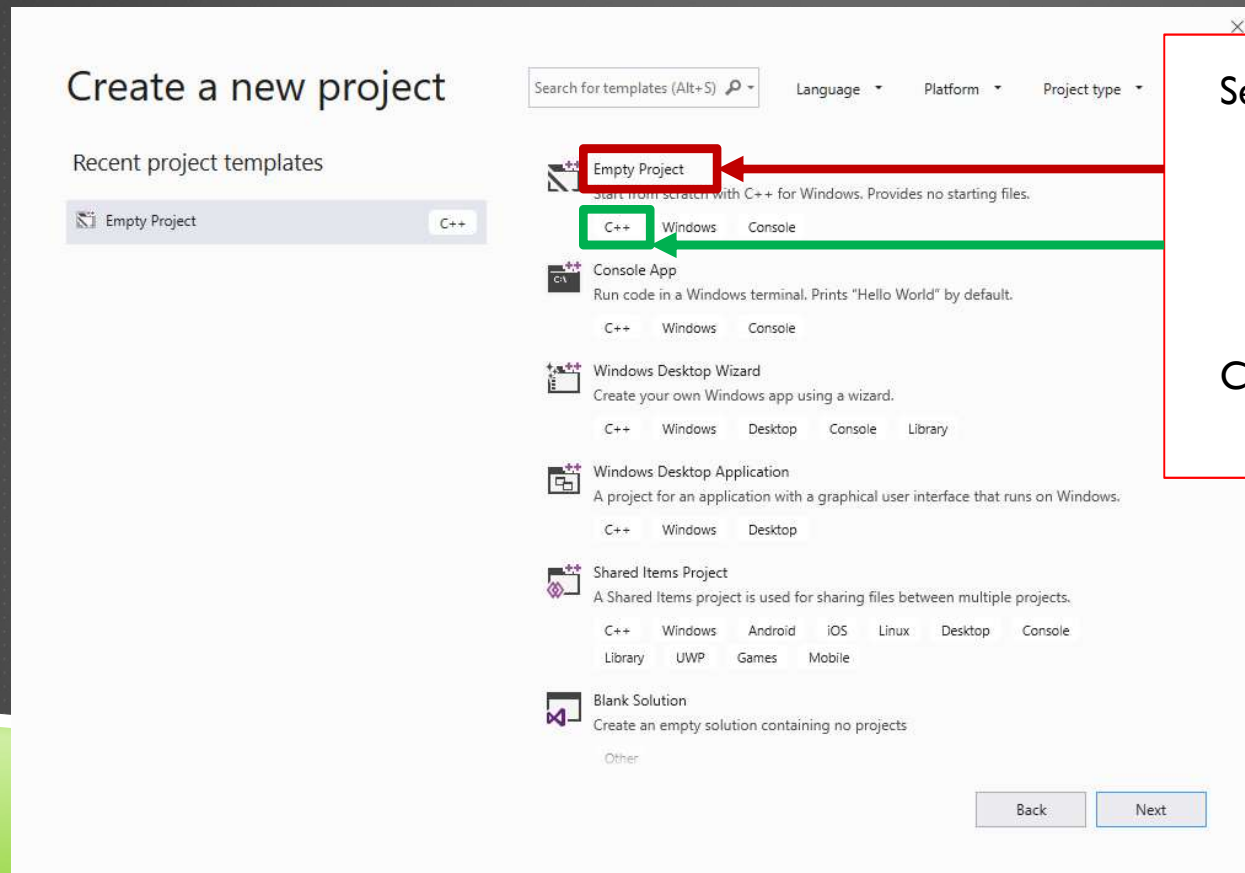 Create a new project
Search for templates (Alt+S)
Language
Platform
Project type
Recent project templates
Empty Project
C++
Empty Project
Start from scratch with C++ for Windows. Provides no starting files.
C++ Windows Console
Console App
Run code in a Windows terminal. Prints "Hello World" by default.
C++ Windows Console
Windows Desktop Wizard
Create your own Windows app using a wizard.
C++ Windows Desktop Console Library
Windows Desktop Application
A project for an application with a graphical user interface that runs on Windows.
C++ Windows Desktop
Shared Items Project
A Shared Items project is used for sharing files between multiple projects.
C++ Windows Android iOS Linux Desktop Console
Library UWP Games Mobile
Blank Solution
Create an empty solution containing no projects
Other
Back
Next